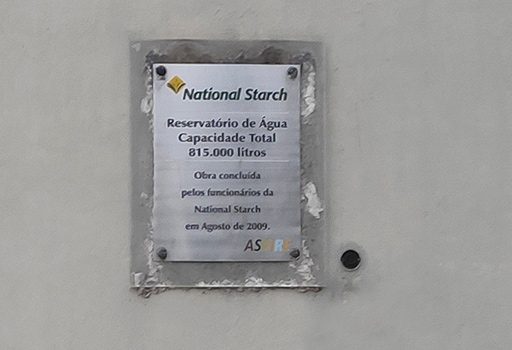 National Starch
Reservatório de Água
Capacidade Total
815.000 litros
Obra concluída
pelos funcionários da
National Starch
em Agosto de 2009.